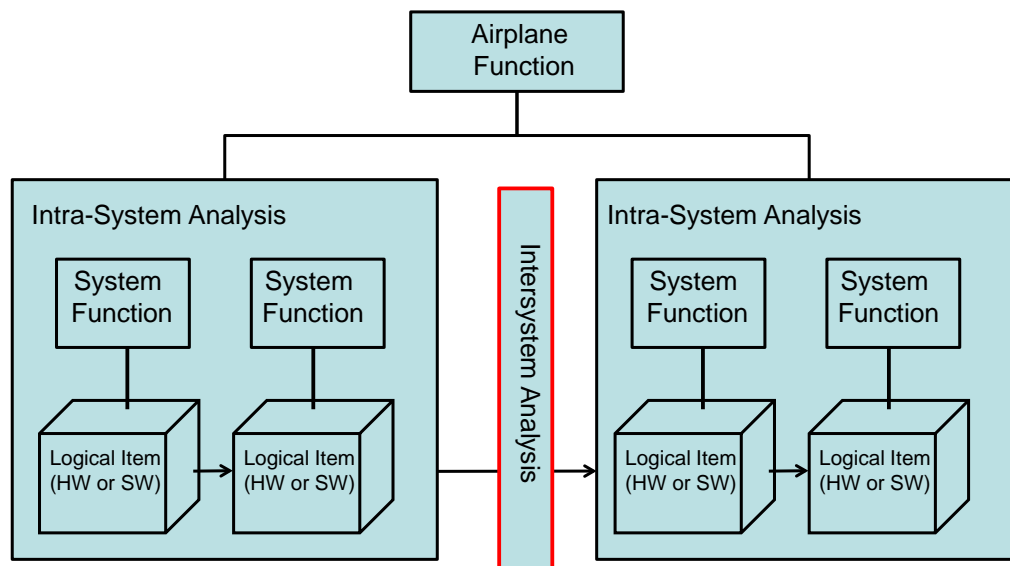 Airplane
Function
Intra-System Analysis
System
Function
System
Function
Logical Item
(HW or SW)
Logical Item
(HW or SW)
Intersystem Analysis
Intra-System Analysis
System
Function
System
Function
Logical Item
(HW or SW)
Logical Item
(HW or SW)